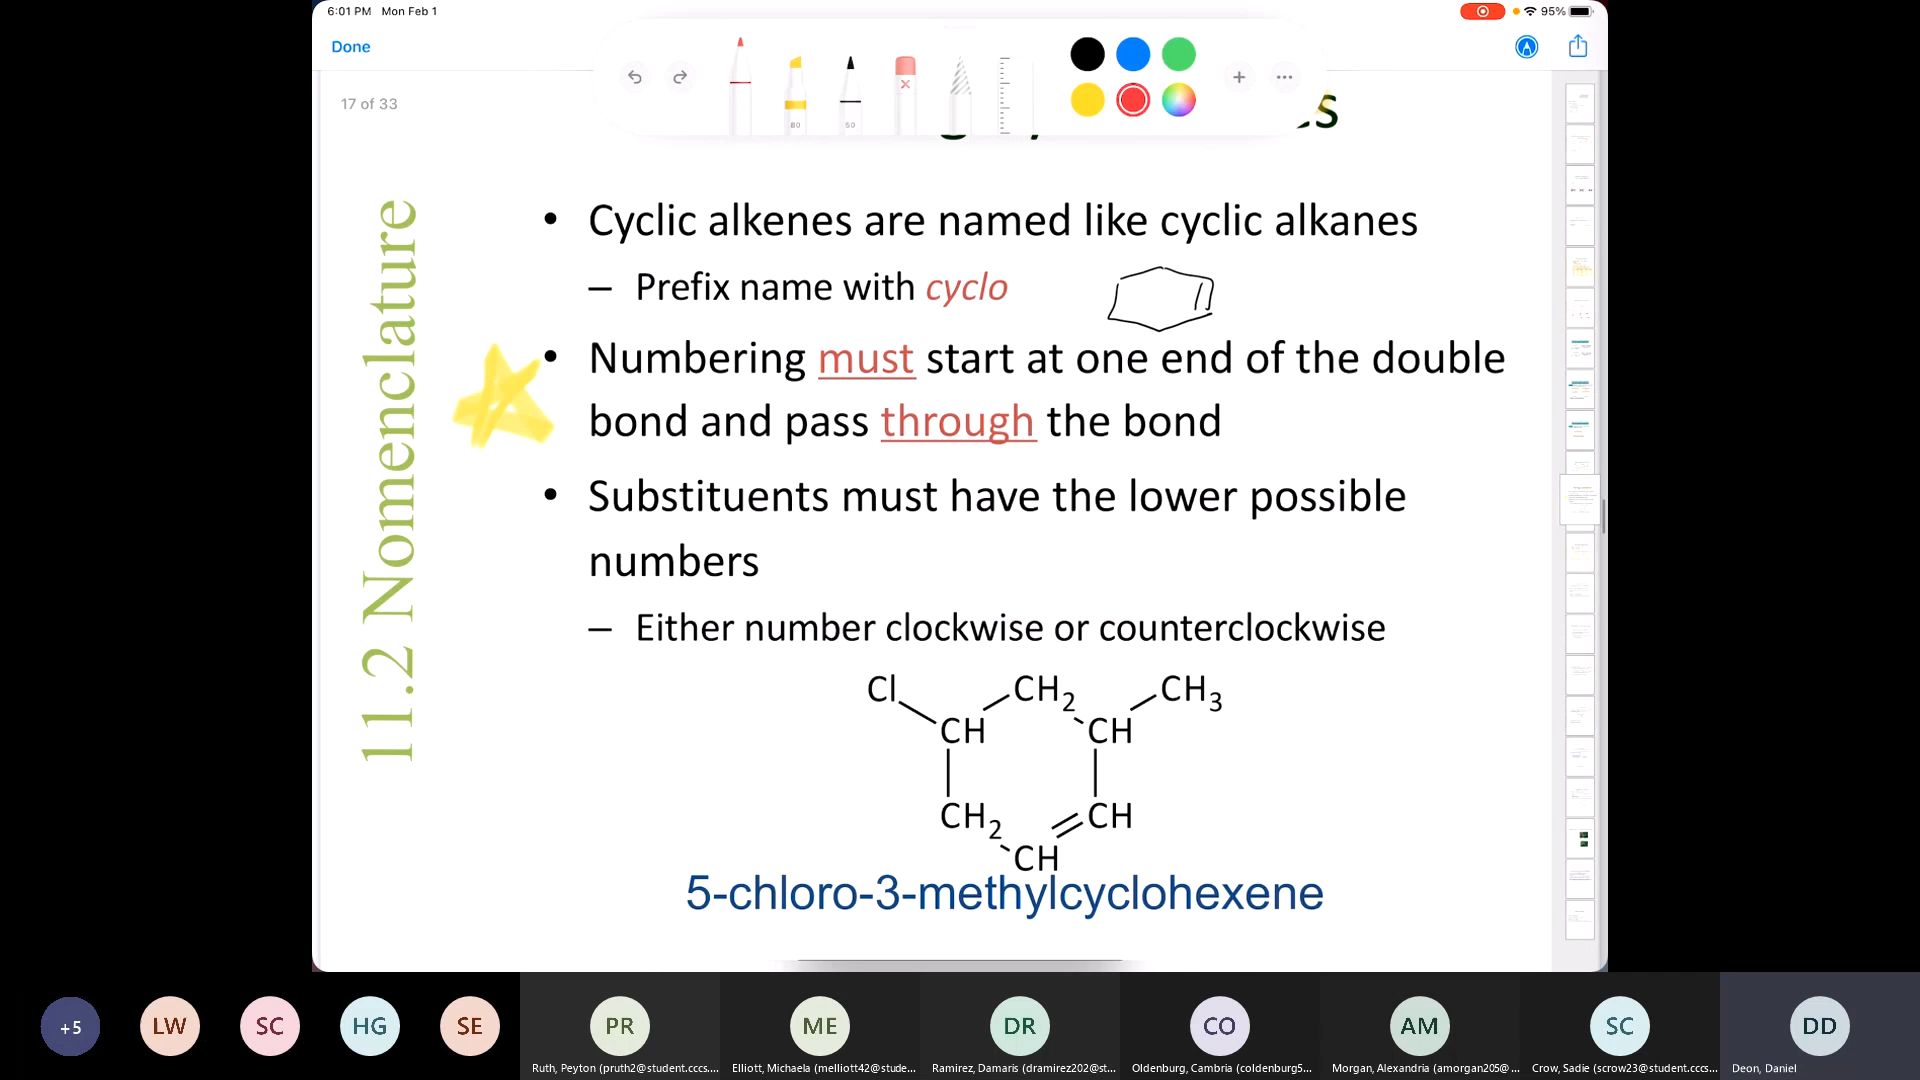 6:01 PM Mon Feb 1
95%
Done
17 of 33
80
50
es
11.2 Nomenclature
• Cyclic alkenes are named like cyclic alkanes
– Prefix name with cyclo
• Numbering must start at one end of the double
bond and pass through the bond
• Substituents must have the lower possible
numbers
– Either number clockwise or counterclockwise
Cl CH2 CH3
CH CH
CH2 CH
CH
5-chloro-3-methylcyclohexene
+5 LW SC HG SE PR ME DR CO AM SC DD
Ruth, Peyton (pruth2@student.cccs.... Elliott, Michaela (melliott42@stude... Ramirez, Damaris (dramirez202@st... Oldenburg, Cambria (coldenburg5... Morgan, Alexandria (amorgan205@... Crow, Sadie (scrow23@student.cccs... Deon, Daniel